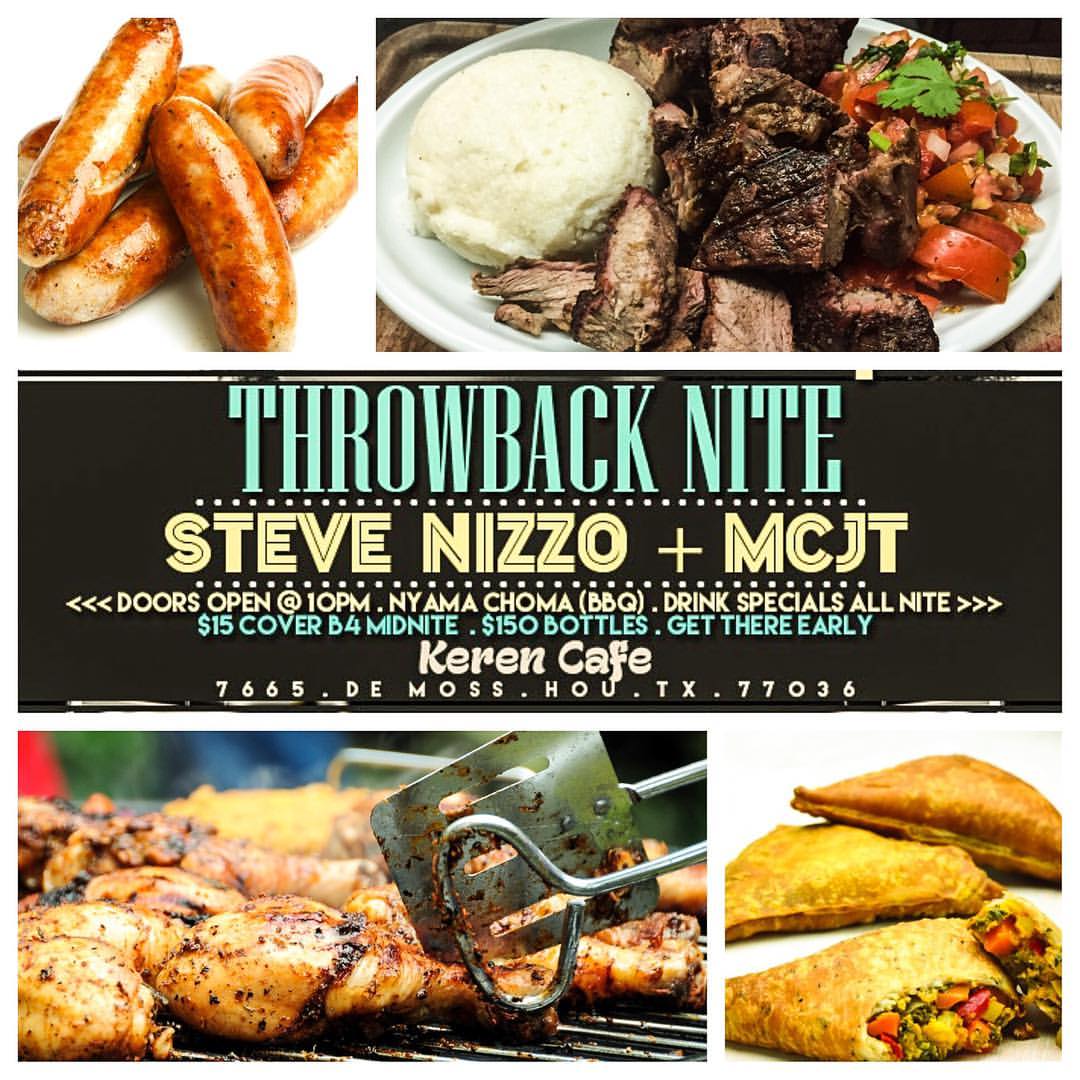 THROWBACK NITE
STEVE NIZZO + MCJT
<<< DOORS OPEN @ 10PM . NYAMA CHOMA (BBQ) . DRINK SPECIALS ALL NITE >>>
$15 COVER B4 MIDNITE . $150 BOTTLES . GET THERE EARLY
Keren Cafe
7665 . DE MOSS . HOU . TX . 77036